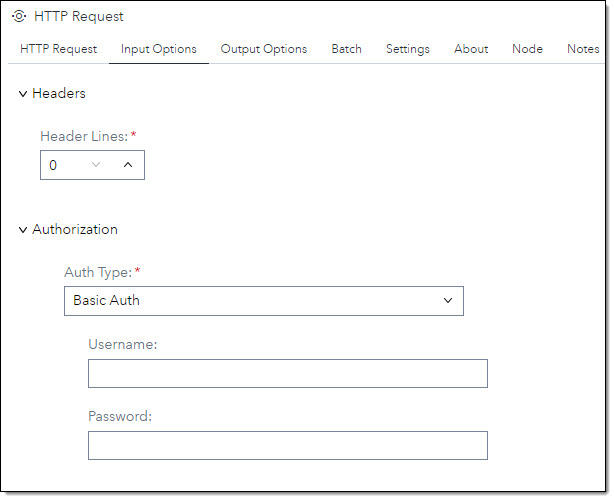 HTTP Request
HTTP Request Input Options Output Options Batch Settings About Node Notes
Headers
Header Lines: *
0
Authorization
Auth Type: *
Basic Auth
Username:
Password: